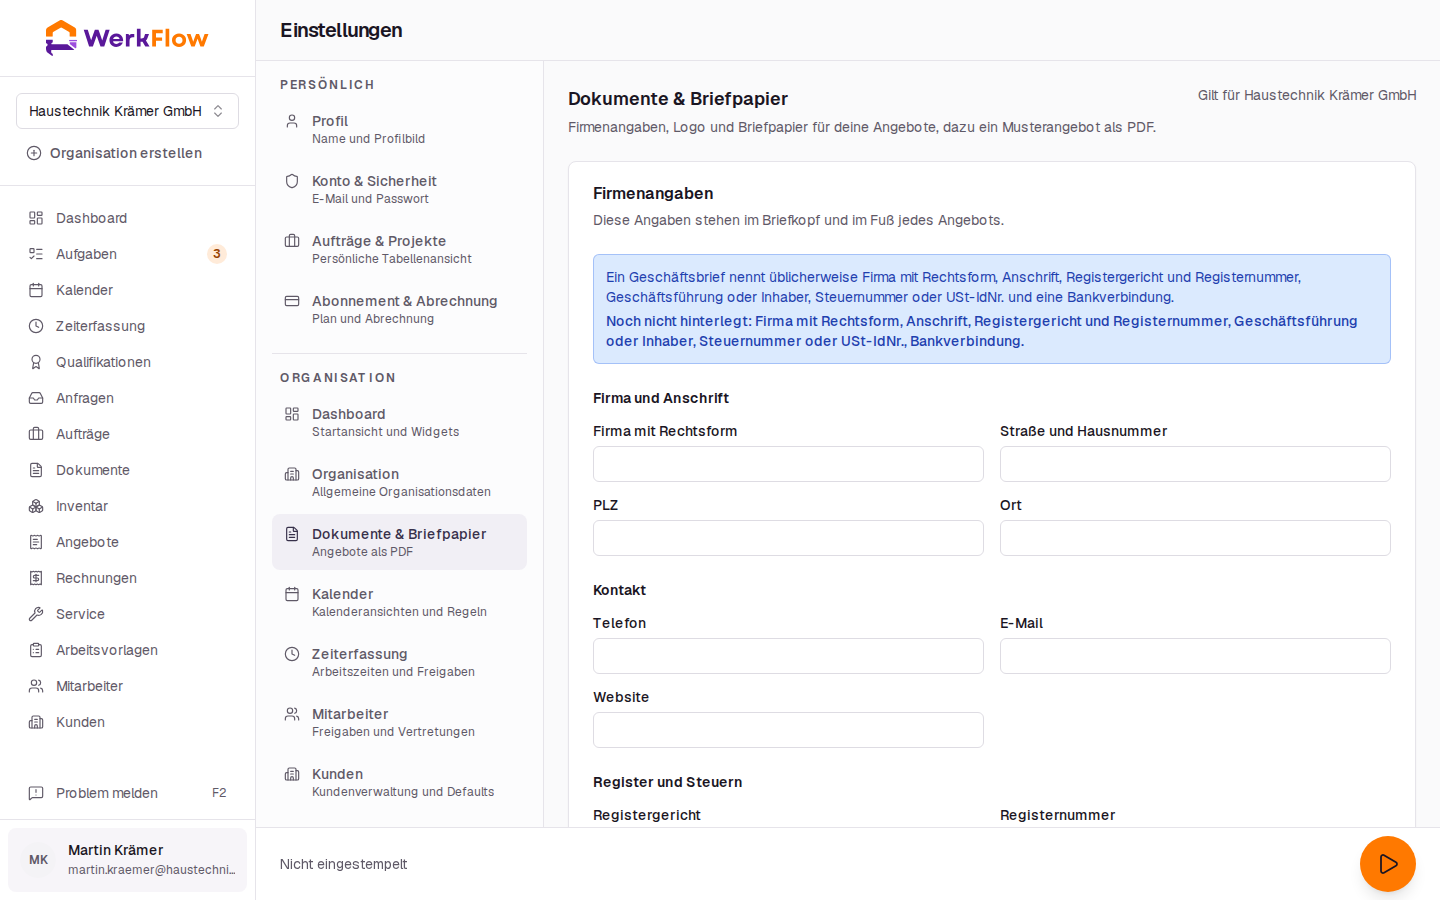 WerkFlow
Haustechnik Krämer GmbH
Organisation erstellen
Dashboard
Aufgaben 3
Kalender
Zeiterfassung
Qualifikationen
Anfragen
Aufträge
Dokumente
Inventar
Angebote
Rechnungen
Service
Arbeitsvorlagen
Mitarbeiter
Kunden
Problem melden F2
MK
Martin Krämer
martin.kraemer@haustechni...
Einstellungen
PERSÖNLICH
Profil
Name und Profilbild
Konto & Sicherheit
E-Mail und Passwort
Aufträge & Projekte
Persönliche Tabellenansicht
Abonnement & Abrechnung
Plan und Abrechnung
ORGANISATION
Dashboard
Startansicht und Widgets
Organisation
Allgemeine Organisationsdaten
Dokumente & Briefpapier
Angebote als PDF
Kalender
Kalenderansichten und Regeln
Zeiterfassung
Arbeitszeiten und Freigaben
Mitarbeiter
Freigaben und Vertretungen
Kunden
Kundenverwaltung und Defaults
Dokumente & Briefpapier
Gilt für Haustechnik Krämer GmbH
Firmenangaben, Logo und Briefpapier für deine Angebote, dazu ein Musterangebot als PDF.
Firmenangaben
Diese Angaben stehen im Briefkopf und im Fuß jedes Angebots.
Ein Geschäftsbrief nennt üblicherweise Firma mit Rechtsform, Anschrift, Registergericht und Registernummer,
Geschäftsführung oder Inhaber, Steuernummer oder USt-IdNr. und eine Bankverbindung.
Noch nicht hinterlegt: Firma mit Rechtsform, Anschrift, Registergericht und Registernummer, Geschäftsführung
oder Inhaber, Steuernummer oder USt-IdNr., Bankverbindung.
Firma und Anschrift
Firma mit Rechtsform
Straße und Hausnummer
PLZ
Ort
Kontakt
Telefon
E-Mail
Website
Register und Steuern
Registergericht
Registernummer
Nicht eingestempelt